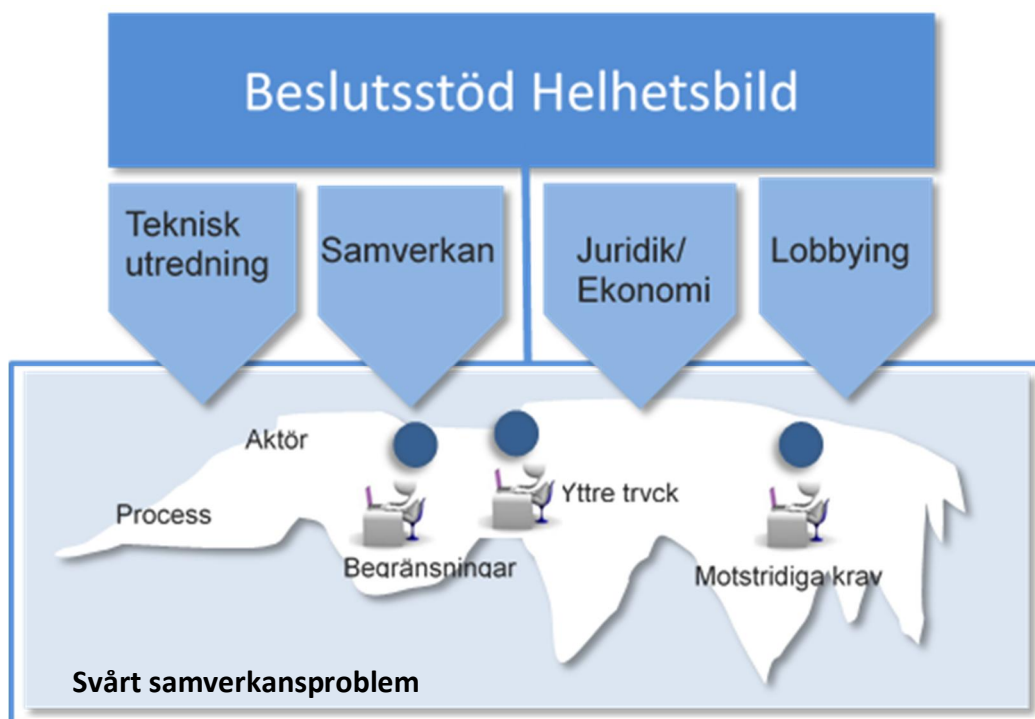 Beslutsstöd Helhetsbild
Teknisk
utredning
Samverkan
Juridik/
Ekonomi
Lobbying
Aktör
Process
Yttre tryck
Begränsningar
Motstridiga krav
Svårt samverkansproblem